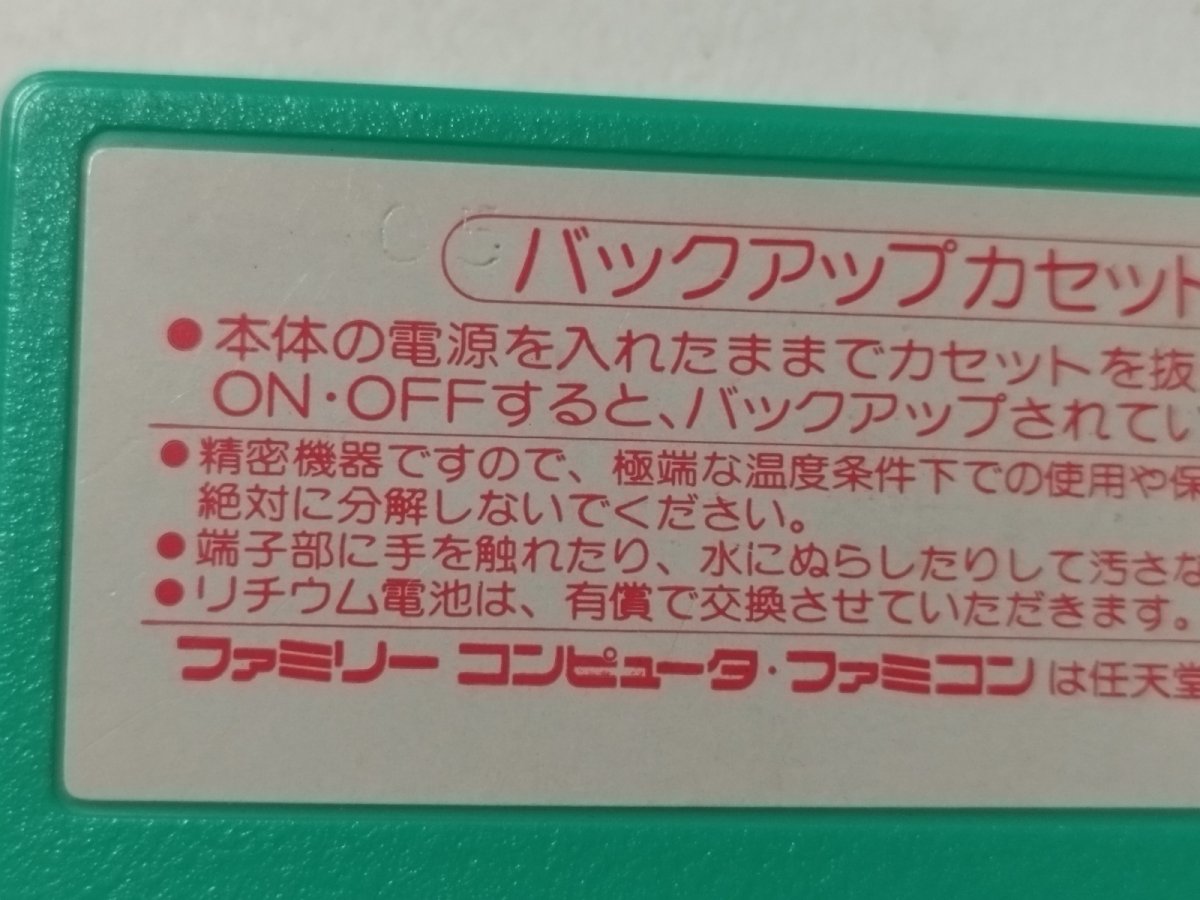 バックアップカセット
●本体の電源を入れたままでカセットを抜
ON・OFFすると、バックアップされてい
●精密機器ですので、極端な温度条件下での使用や保
絶対に分解しないでください。
●端子部に手を触れたり、水にぬらしたりして汚さな
●リチウム電池は、有償で交換させていただきます。
ファミリー コンピュータ・ファミコンは任天堂